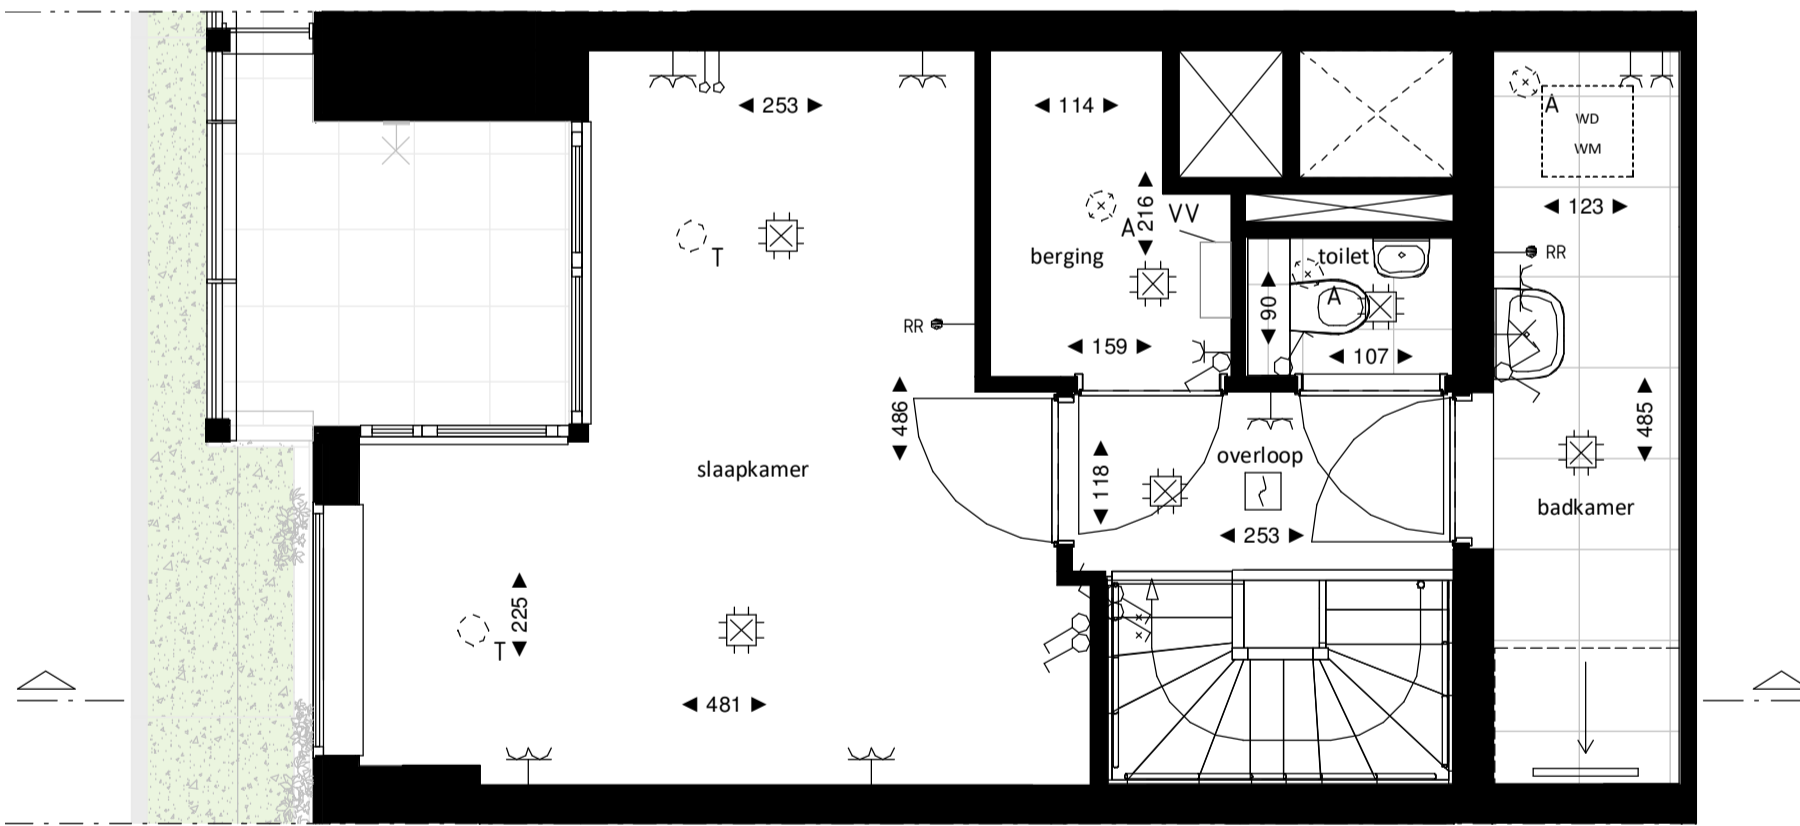 253
114
A
WD
WM
123
216
VV
A
T
berging
toilet
RR
A
90
RR
159
107
486
485
slaapkamer
118
overloop
badkamer
253
225
T
481